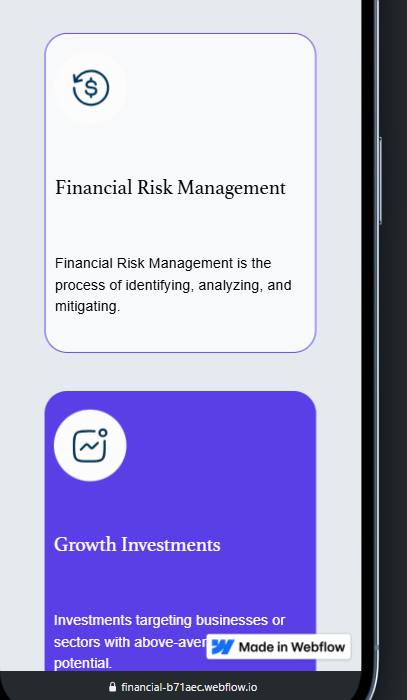 Financial Risk Management
Financial Risk Management is the
process of identifying, analyzing, and
mitigating.
Growth Investments
Investments targeting businesses or
sectors with above-aver
potential.
Made in Webflow
financial-b71aec.webflow.io